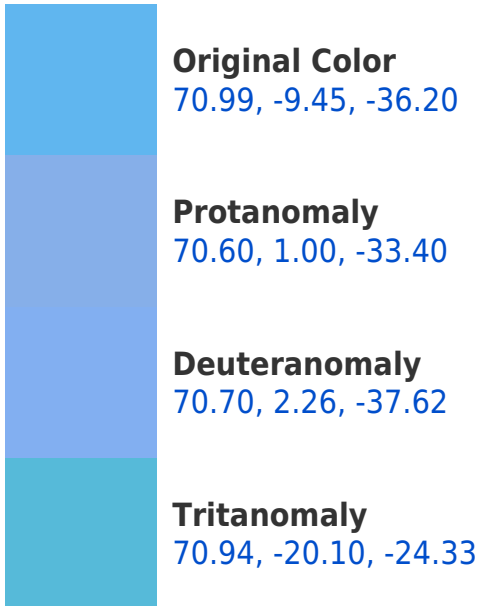 Original Color
70.99, -9.45, -36.20
Protanomaly
70.60, 1.00, -33.40
Deuteranomaly
70.70, 2.26, -37.62
Tritanomaly
70.94, -20.10, -24.33